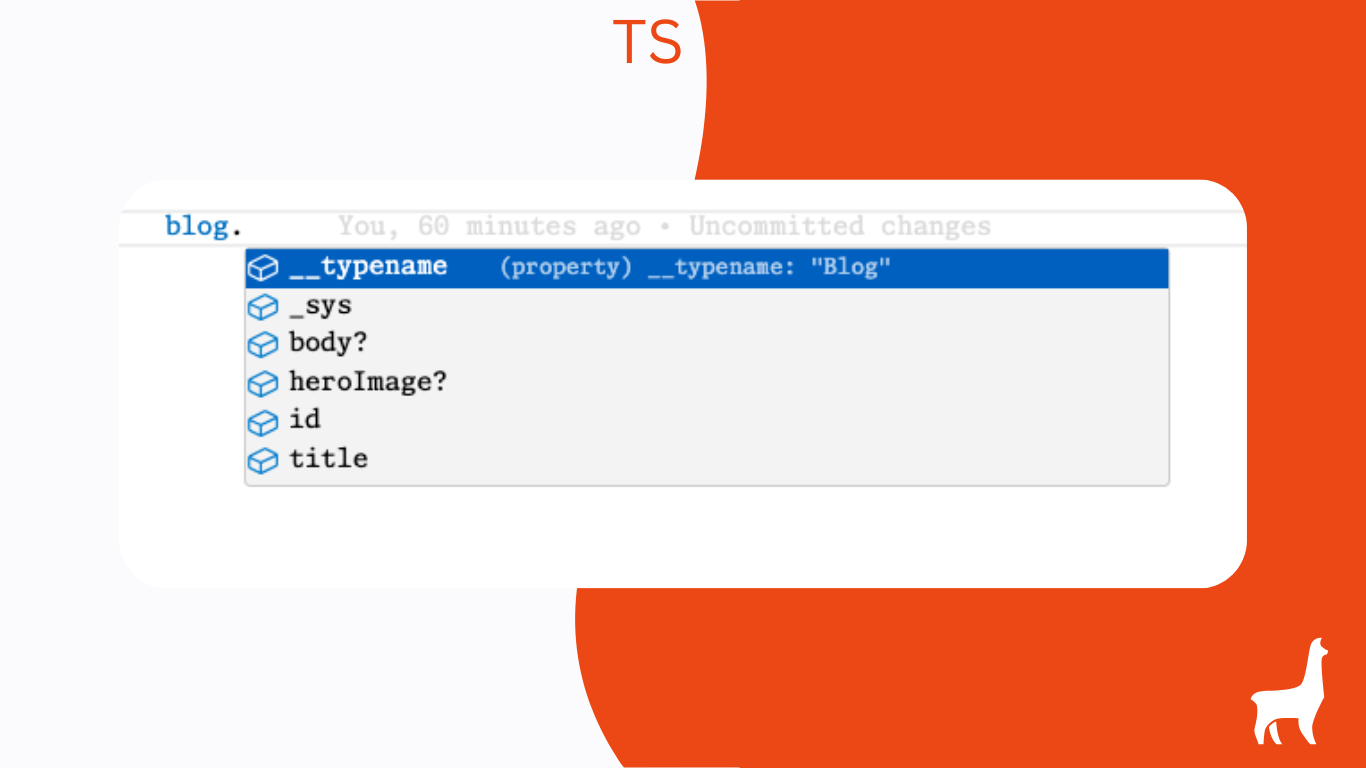 TS
blog. You, 60 minutes ago • Uncommitted changes
__typename (property) __typename: "Blog"
_sys
body?
heroImage?
id
title